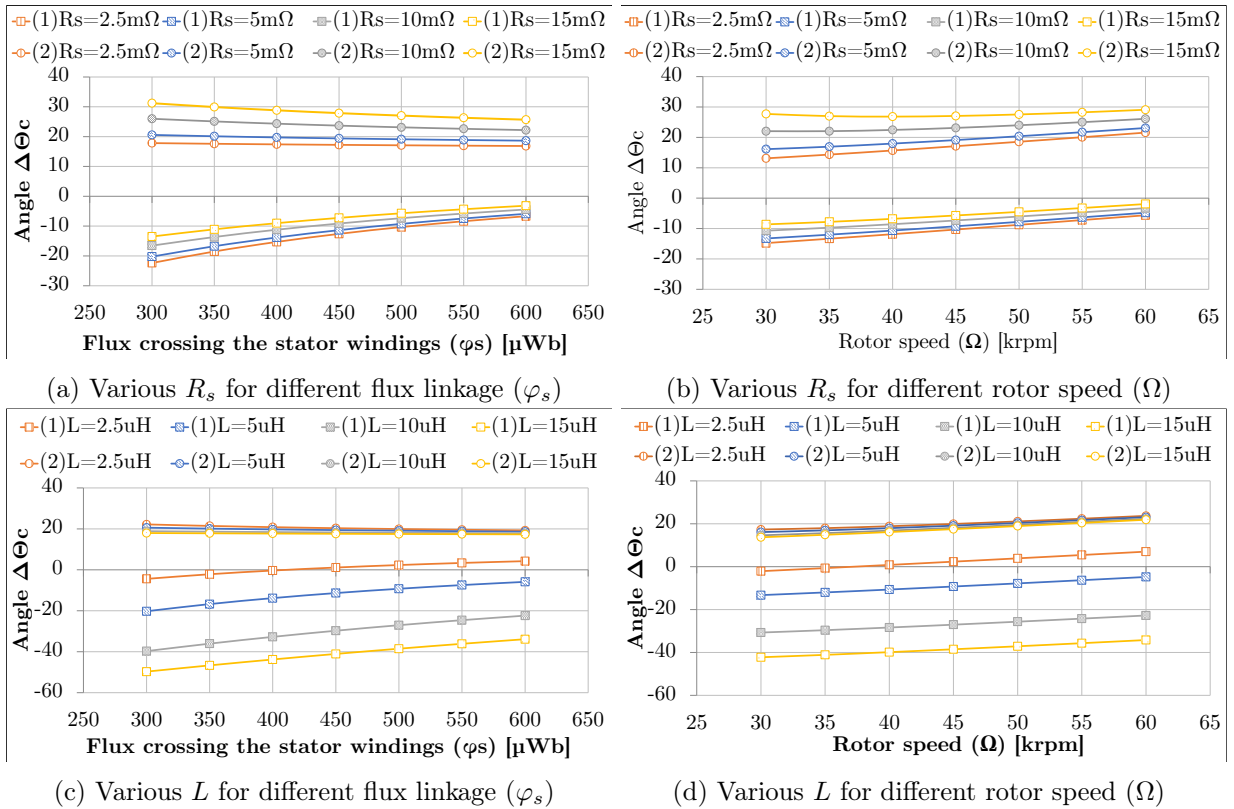 (1)Rs=2.5mΩ (1)Rs=5mΩ (1)Rs=10mΩ (1)Rs=15mΩ
(2)Rs=2.5mΩ (2)Rs=5mΩ (2)Rs=10mΩ (2)Rs=15mΩ
40
30
20
10
0
-10
-20
-30
Angle ΔΘc
250 300 350 400 450 500 550 600 650
Flux crossing the stator windings (φs) [µWb]
(a) Various Rs for different flux linkage (φs)
(1)Rs=2.5mΩ (1)Rs=5mΩ (1)Rs=10mΩ (1)Rs=15mΩ
(2)Rs=2.5mΩ (2)Rs=5mΩ (2)Rs=10mΩ (2)Rs=15mΩ
40
30
20
10
0
-10
-20
-30
Angle ΔΘc
25 30 35 40 45 50 55 60 65
Rotor speed (Ω) [krpm]
(b) Various Rs for different rotor speed (Ω)
(1)L=2.5uH (1)L=5uH (1)L=10uH (1)L=15uH
(2)L=2.5uH (2)L=5uH (2)L=10uH (2)L=15uH
40
20
0
-20
-40
-60
Angle ΔΘc
250 300 350 400 450 500 550 600 650
Flux crossing the stator windings (φs) [µWb]
(c) Various L for different flux linkage (φs)
(1)L=2.5uH (1)L=5uH (1)L=10uH (1)L=15uH
(2)L=2.5uH (2)L=5uH (2)L=10uH (2)L=15uH
40
20
0
-20
-40
-60
Angle ΔΘc
25 30 35 40 45 50 55 60 65
Rotor speed (Ω) [krpm]
(d) Various L for different rotor speed (Ω)